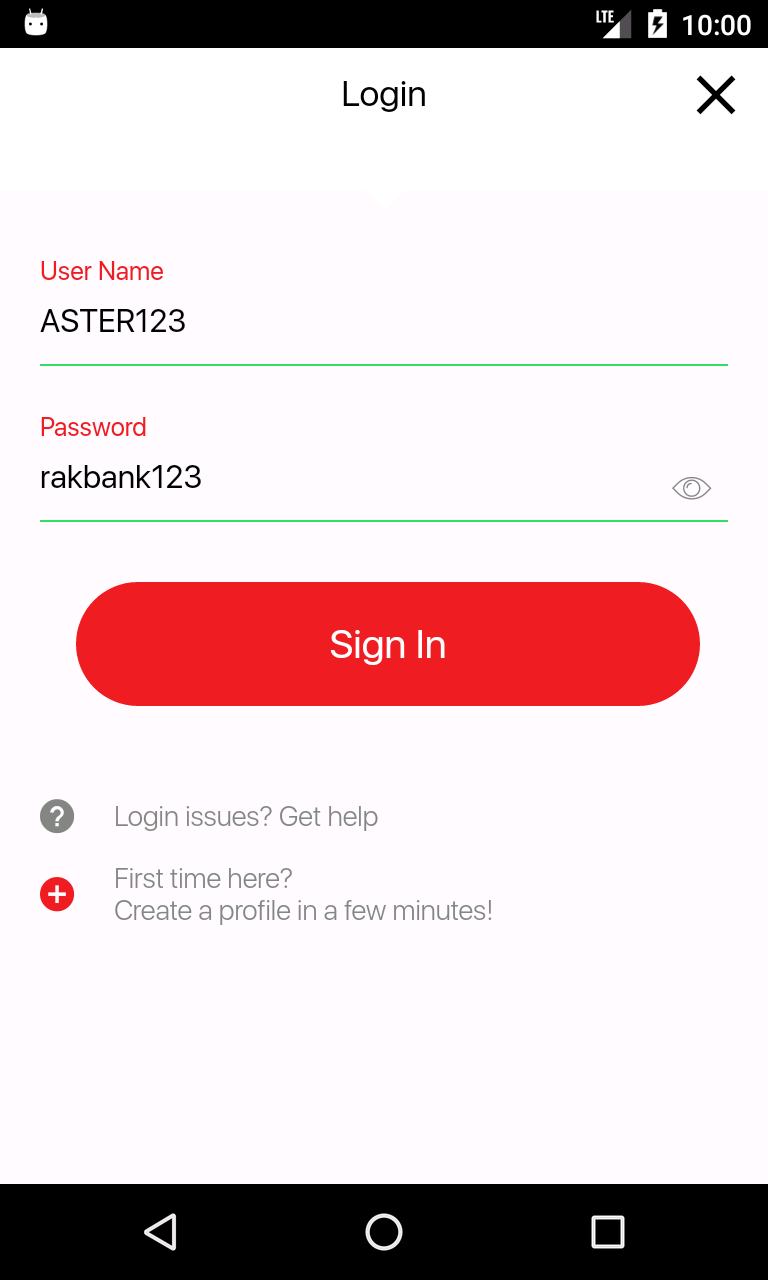 LTE 10:00
Login
User Name
ASTER123
Password
rakbank123
Sign In
Login issues? Get help
First time here?
Create a profile in a few minutes!